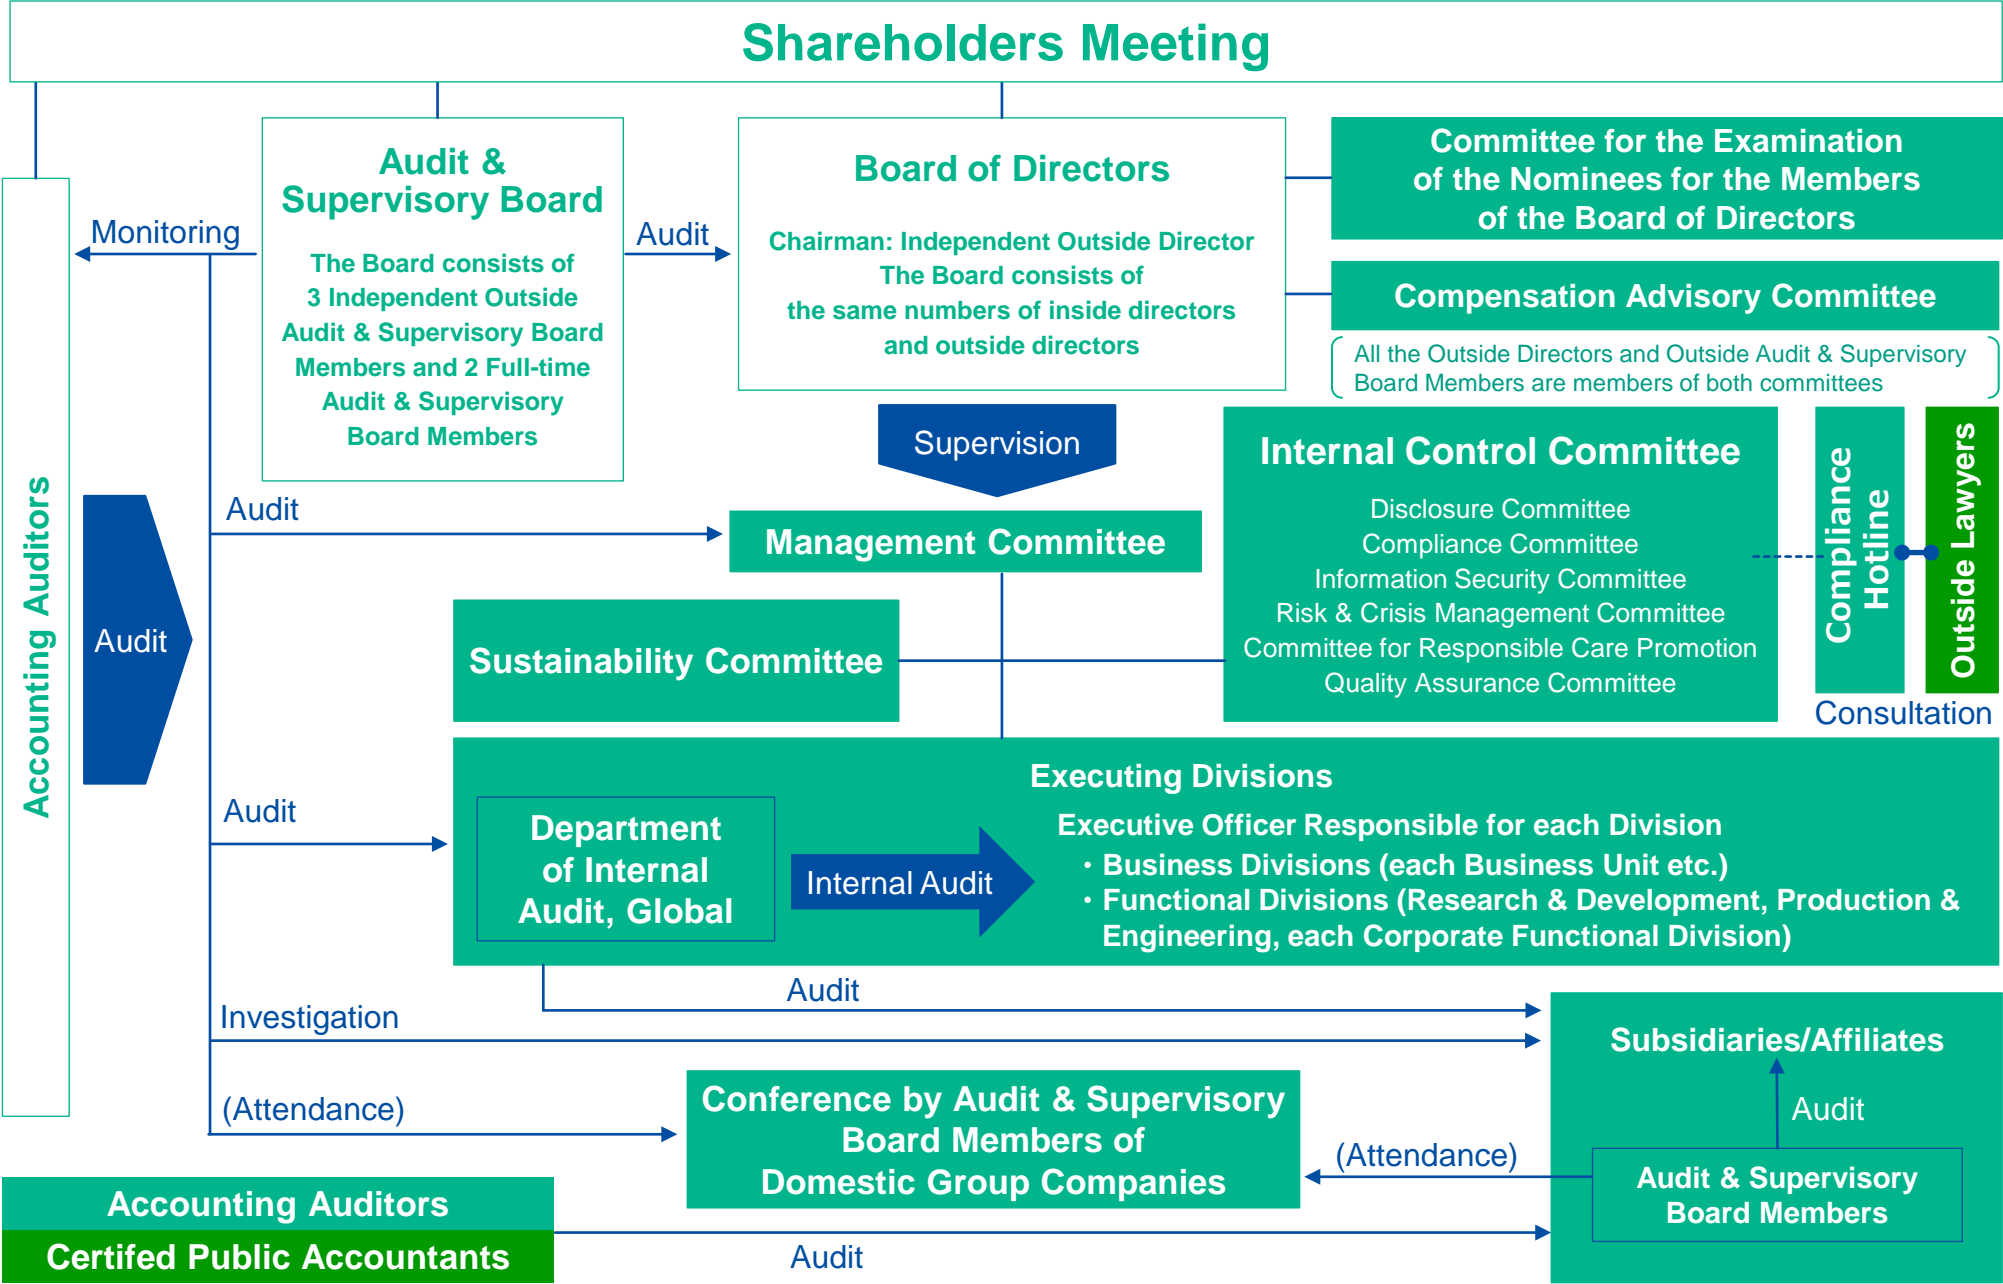 Shareholders Meeting
Audit &
Supervisory Board
The Board consists of
3 Independent Outside
Audit & Supervisory Board
Members and 2 Full-time
Audit & Supervisory
Board Members
Board of Directors
Chairman: Independent Outside Director
The Board consists of
the same numbers of inside directors
and outside directors
Committee for the Examination
of the Nominees for the Members
of the Board of Directors
Compensation Advisory Committee
All the Outside Directors and Outside Audit & Supervisory
Board Members are members of both committees
Monitoring
Audit
Accounting Auditors
Audit
Audit
Supervision
Management Committee
Internal Control Committee
Disclosure Committee
Compliance Committee
Information Security Committee
Risk & Crisis Management Committee
Committee for Responsible Care Promotion
Quality Assurance Committee
Compliance
Hotline
Outside Lawyers
Consultation
Sustainability Committee
Audit
Executing Divisions
Department
of Internal
Audit, Global
Internal Audit
Executive Officer Responsible for each Division
・Business Divisions (each Business Unit etc.)
・Functional Divisions (Research & Development, Production &
Engineering, each Corporate Functional Division)
Audit
Investigation
Subsidiaries/Affiliates
Audit
Audit & Supervisory
Board Members
(Attendance)
Conference by Audit & Supervisory
Board Members of
Domestic Group Companies
(Attendance)
Accounting Auditors
Certifed Public Accountants
Audit